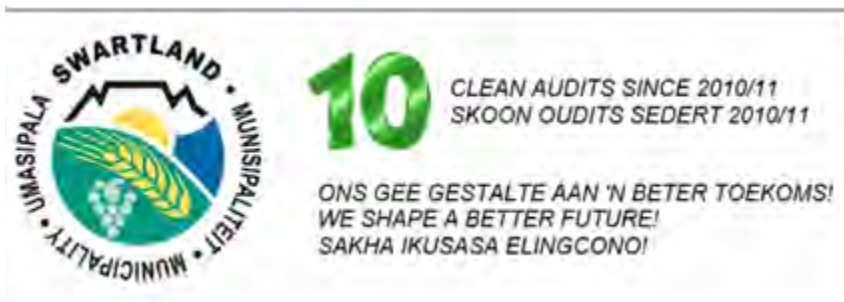 SWARTLAND • MUNISIPALITEIT • MUNICIPALITY • UMASIPALA
10
CLEAN AUDITS SINCE 2010/11
SKOON OUDITS SEDERT 2010/11
ONS GEE GESTALTE AAN 'N BETER TOEKOMS!
WE SHAPE A BETTER FUTURE!
SAKHA IKUSASA ELINGCONO!